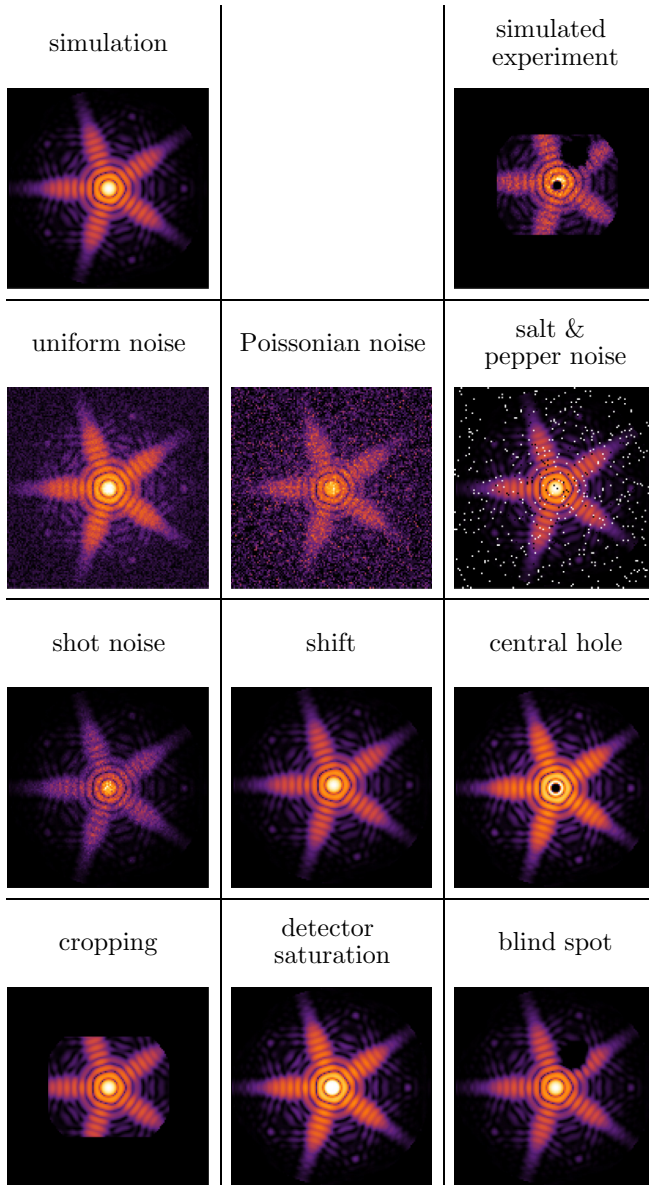 simulation
simulated
experiment
uniform noise
Poissonian noise
salt &
pepper noise
shot noise
shift
central hole
cropping
detector
saturation
blind spot